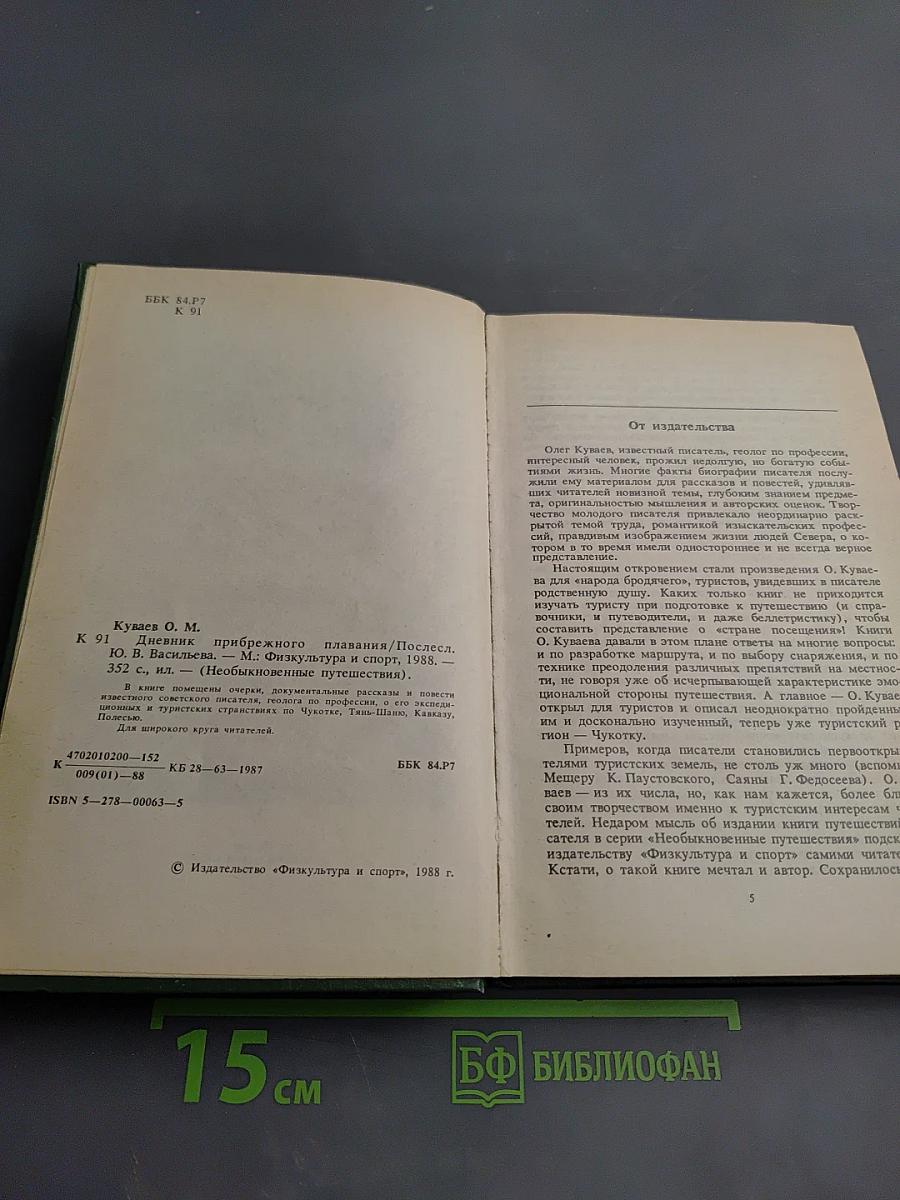 ББК 84.Р7
К 91
Куваев О. М.
К 91 Дневник прибрежного плавания/Послесл.
Ю. В. Васильева. — М.: Физкультура и спорт, 1988. —
352 с., ил. — (Необыкновенные путешествия).
В книге помещены очерки, документальные рассказы и повести
известного советского писателя, геолога по профессии, о его экспеди-
ционных и туристских странствиях по Чукотке, Тянь-Шаню, Кавказу,
Полесью.
Для широкого круга читателей.
К 4702010200—152
009(01)—88
КБ 28—63—1987
ББК 84.Р7
ISBN 5—278—00063—5
© Издательство «Физкультура и спорт», 1988 г.
От издательства
Олег Куваев, известный писатель, геолог по профессии,
интересный человек, прожил недолгую, но богатую собы-
тиями жизнь. Многие факты биографии писателя послу-
жили ему материалом для рассказов и повестей, удивляв-
ших читателей новизной темы, глубоким знанием предме-
та, оригинальностью мышления и авторских оценок. Твор-
чество молодого писателя привлекало неординарно раск-
рытой темой труда, романтикой изыскательских профес-
сий, правдивым изображением жизни людей Севера, о ко-
тором в то время имели одностороннее и не всегда верное
представление.
Настоящим откровением стали произведения О. Кувае-
ва для «народа бродячего», туристов, увидевших в писателе
родственную душу. Каких только книг не приходится
изучать туристу при подготовке к путешествию (и спра-
вочники, и путеводители, и даже беллетристику), чтобы
составить представление о «стране посещения»! Книги
О. Куваева давали в этом плане ответы на многие вопросы:
и по разработке маршрута, и по выбору снаряжения, и по
технике преодоления различных препятствий на местнос-
ти, не говоря уже об исчерпывающей характеристике эмо-
циональной стороны путешествия. А главное — О. Кувае
открыл для туристов и описал неоднократно пройденны
им и досконально изученный, теперь уже туристский р
гион — Чукотку.
Примеров, когда писатели становились первооткры
телями туристских земель, не столь уж много (вспомн
Мещеру К. Паустовского, Саяны Г. Федосеева). О.
ваев — из их числа, но, как нам кажется, более бли
своим творчеством именно к туристским интересам ч
телей. Недаром мысль об издании книги путешестви
сателя в серии «Необыкновенные путешествия» подск
издательству «Физкультура и спорт» самими читате
Кстати, о такой книге мечтал и автор. Сохранилос
5
15 см
БФ БИБЛИОФАН